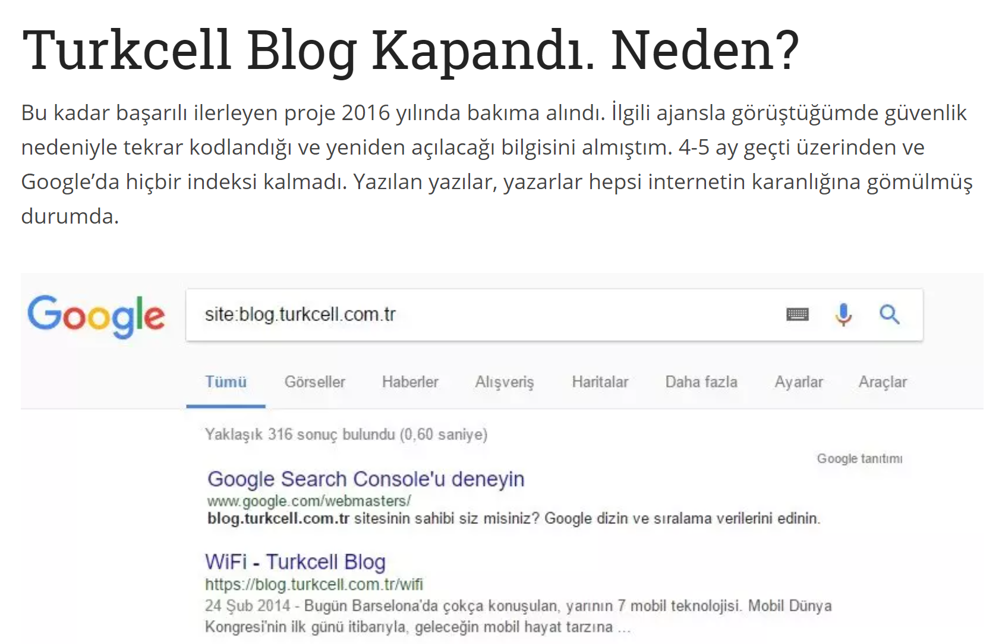 Turkcell Blog Kapandı. Neden?
Bu kadar başarılı ilerleyen proje 2016 yılında bakıma alındı. İlgili ajansla görüştüğümde güvenlik
nedeniyle tekrar kodlandığı ve yeniden açılacağı bilgisini almıştım. 4-5 ay geçti üzerinden ve
Google’da hiçbir indeksi kalmadı. Yazılan yazılar, yazarlar hepsi internetin karanlığına gömülmüş
durumda.
Google site:blog.turkcell.com.tr
Tümü Görseller Haberler Alışveriş Haritalar Daha fazla Ayarlar Araçlar
Yaklaşık 316 sonuç bulundu (0,60 saniye)
Google tanıtımı
Google Search Console'u deneyin
www.google.com/webmasters/
blog.turkcell.com.tr sitesinin sahibi siz misiniz? Google dizin ve sıralama verilerini edinin.
WiFi - Turkcell Blog
https://blog.turkcell.com.tr/wifi
24 Şub 2014 - Bugün Barselona'da çokça konuşulan, yarının 7 mobil teknolojisi. Mobil Dünya
Kongresi'nin ilk günü itibarıyla, geleceğin mobil hayat tarzına ...